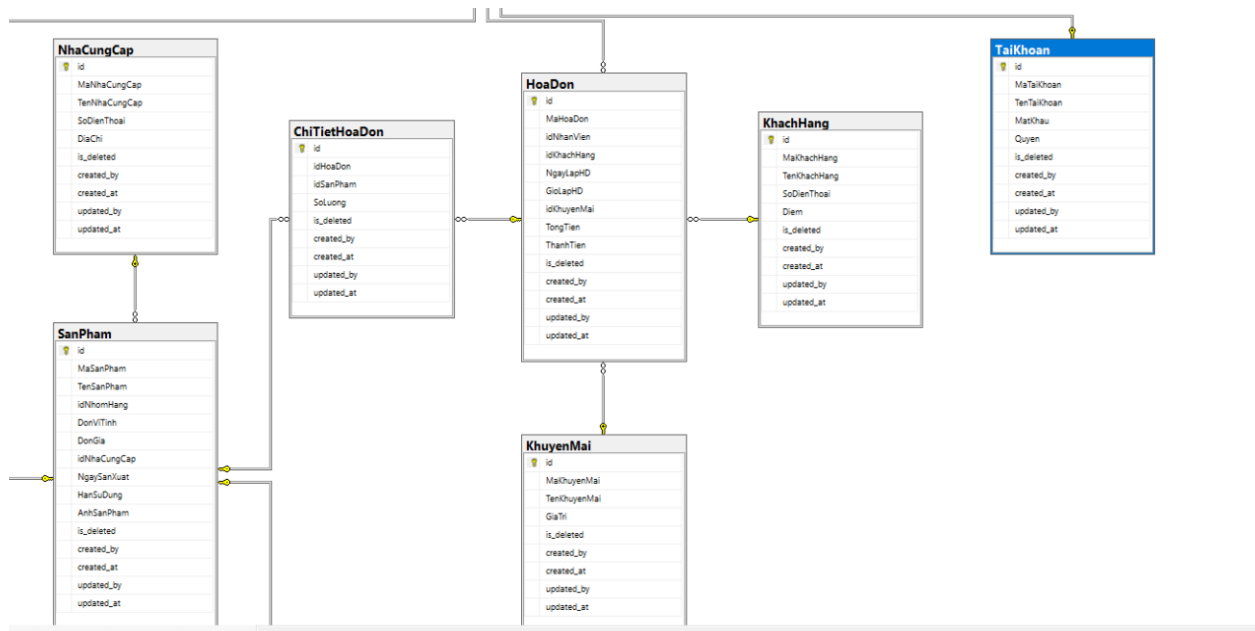 NhaCungCap
id
MaNhaCungCap
TenNhaCungCap
SoDienThoai
DiaChi
is_deleted
created_by
created_at
updated_by
updated_at
SanPham
id
MaSanPham
TenSanPham
idNhomHang
DonViTinh
DonGia
idNhaCungCap
NgaySanXuat
HanSuDung
AnhSanPham
is_deleted
created_by
created_at
updated_by
updated_at
ChiTietHoaDon
id
idHoaDon
idSanPham
SoLuong
is_deleted
created_by
created_at
updated_by
updated_at
HoaDon
id
MaHoaDon
idNhanVien
idKhachHang
NgayLapHD
GioLapHD
idKhuyenMai
TongTien
ThanhTien
is_deleted
created_by
created_at
updated_by
updated_at
KhuyenMai
id
MaKhuyenMai
TenKhuyenMai
GiaTri
is_deleted
created_by
created_at
updated_by
updated_at
KhachHang
id
MaKhachHang
TenKhachHang
SoDienThoai
Diem
is_deleted
created_by
created_at
updated_by
updated_at
TaiKhoan
id
MaTaiKhoan
TenTaiKhoan
MatKhau
Quyen
is_deleted
created_by
created_at
updated_by
updated_at